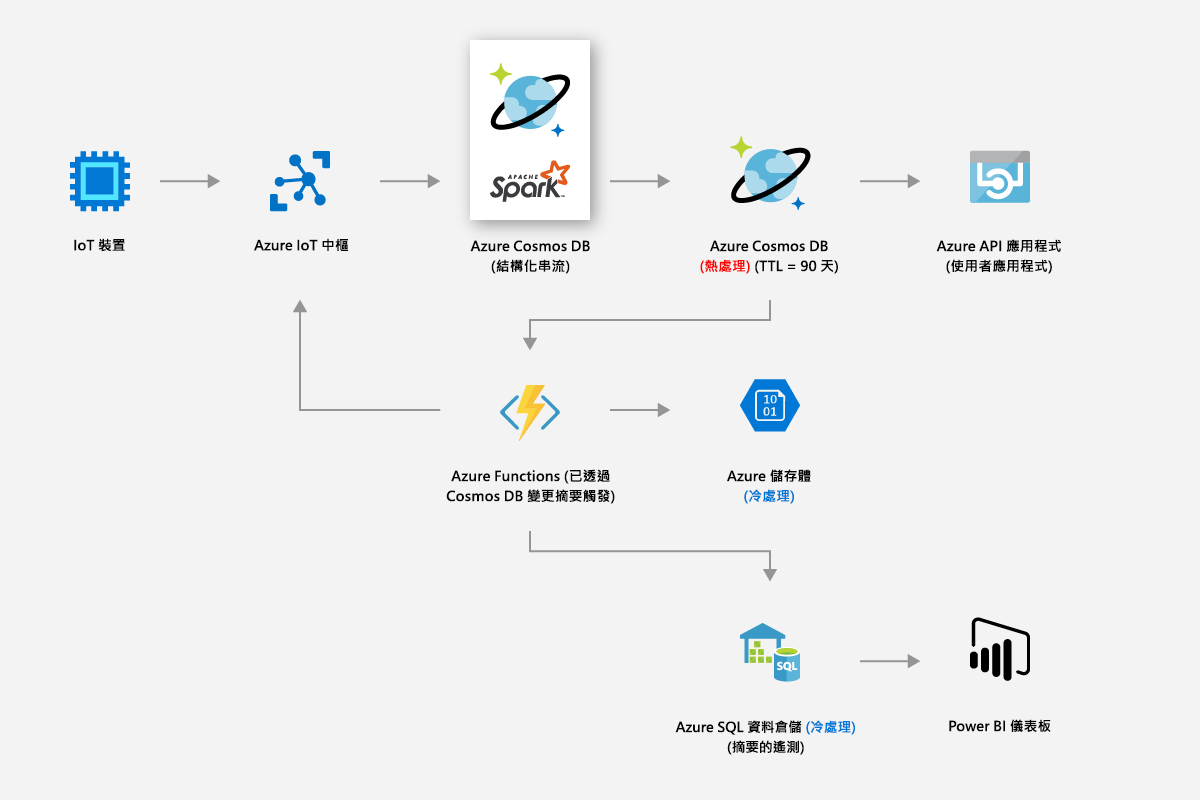 APACHE
Spark™
IoT 裝置
Azure IoT 中樞
Azure Cosmos DB
(結構化串流)
Azure Cosmos DB
(熱處理) (TTL = 90 天)
Azure API 應用程式
(使用者應用程式)
10
01
Azure Functions (已透過
Cosmos DB 變更摘要觸發)
Azure 儲存體
(冷處理)
SQL
Azure SQL 資料倉儲 (冷處理)
(摘要的遙測)
Power BI 儀表板